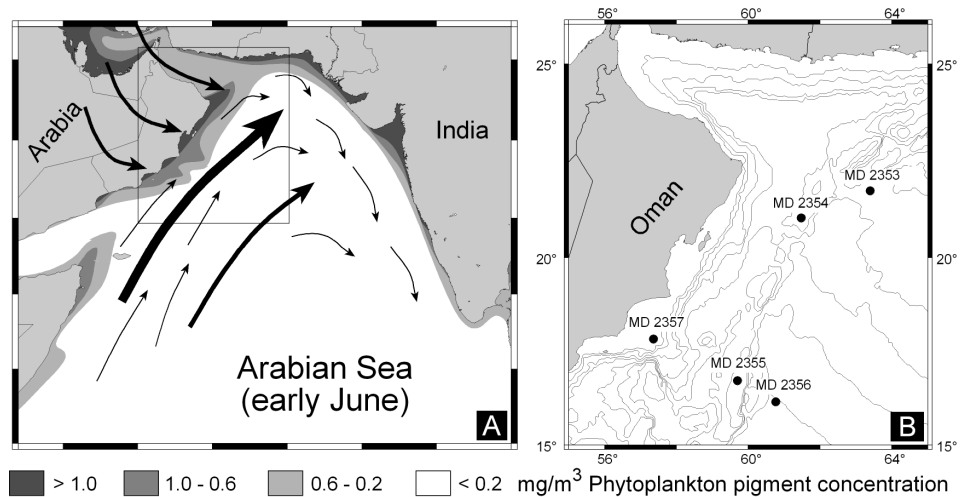 Arabia
India
Arabian Sea
(early June)
A
56° 60° 64°
25° 25°
MD 2353
MD 2354
Oman
20° 20°
MD 2357
MD 2355
MD 2356
B
15° 15°
56° 60° 64°
> 1.0 1.0 - 0.6 0.6 - 0.2 < 0.2 mg/m³ Phytoplankton pigment concentration